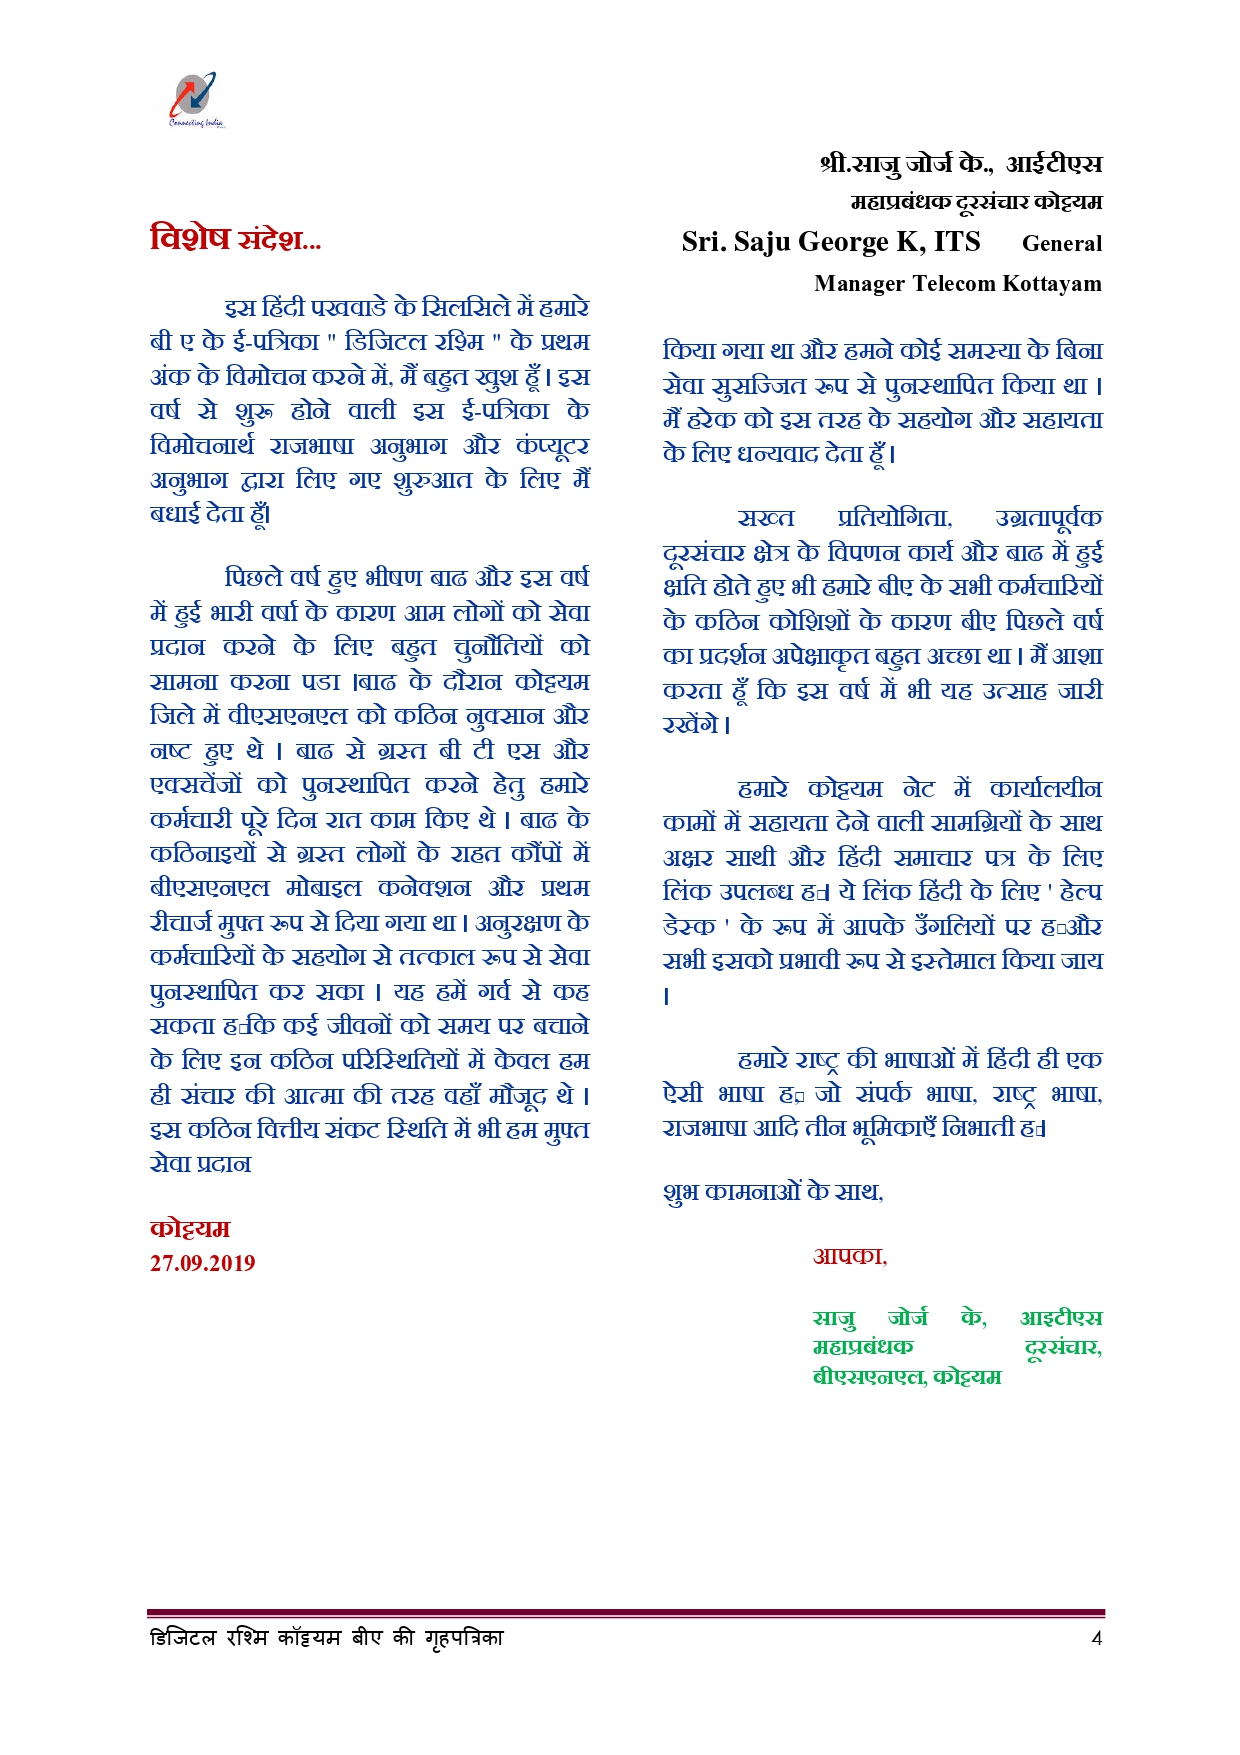 Connecting India
श्री.साजु जोर्ज के., आईटीएस
महाप्रबंधक दूरसंचार कोट्टयम
Sri. Saju George K, ITS General
Manager Telecom Kottayam
विशेष संदेश...
इस हिंदी पखवाडे के सिलसिले में हमारे
बी ए के ई-पत्रिका " डिजिटल रश्मि " के प्रथम
अंक के विमोचन करने में, मैं बहुत खुश हूँ। इस
वर्ष से शुरू होने वाली इस ई-पत्रिका के
विमोचनार्थ राजभाषा अनुभाग और कंप्यूटर
अनुभाग द्वारा लिए गए शुरुआत के लिए मैं
बधाई देता हूँ।
पिछले वर्ष हुए भीषण बाढ और इस वर्ष
में हुई भारी वर्षा के कारण आम लोगों को सेवा
प्रदान करने के लिए बहुत चुनौतियों को
सामना करना पडा ।बाढ के दौरान कोट्टयम
जिले में वीएसएनएल को कठिन नुक्सान और
नष्ट हुए थे । बाढ से ग्रस्त बी टी एस और
एक्सचेंजों को पुनस्थापित करने हेतु हमारे
कर्मचारी पूरे दिन रात काम किए थे । बाढ के
कठिनाइयों से ग्रस्त लोगों के राहत कौंपों में
बीएसएनएल मोबाइल कनेक्शन और प्रथम
रीचार्ज मुफ्त रूप से दिया गया था । अनुरक्षण के
कर्मचारियों के सहयोग से तत्काल रूप से सेवा
पुनस्थापित कर सका । यह हमें गर्व से कह
सकता ह□कि कई जीवनों को समय पर बचाने
के लिए इन कठिन परिस्थितियों में केवल हम
ही संचार की आत्मा की तरह वहाँ मौजूद थे ।
इस कठिन वित्तीय संकट स्थिति में भी हम मुफ्त
सेवा प्रदान
कोट्टयम
27.09.2019
किया गया था और हमने कोई समस्या के बिना
सेवा सुसज्जित रूप से पुनस्थापित किया था ।
मैं हरेक को इस तरह के सहयोग और सहायता
के लिए धन्यवाद देता हूँ ।
सख्त प्रतियोगिता, उग्रतापूर्वक
दूरसंचार क्षेत्र के विपणन कार्य और बाढ में हुई
क्षति होते हुए भी हमारे बीए के सभी कर्मचारियों
के कठिन कोशिशों के कारण बीए पिछले वर्ष
का प्रदर्शन अपेक्षाकृत बहुत अच्छा था । मैं आशा
करता हूँ कि इस वर्ष में भी यह उत्साह जारी
रखेंगे ।
हमारे कोट्टयम नेट में कार्यालयीन
कामों में सहायता देने वाली सामग्रियों के साथ
अक्षर साथी और हिंदी समाचार पत्र के लिए
लिंक उपलब्ध ह□। ये लिंक हिंदी के लिए ' हेल्प
डेस्क ' के रूप में आपके उँगलियों पर ह□और
सभी इसको प्रभावी रूप से इस्तेमाल किया जाय
।
हमारे राष्ट्र की भाषाओं में हिंदी ही एक
ऐसी भाषा ह□, जो संपर्क भाषा, राष्ट्र भाषा,
राजभाषा आदि तीन भूमिकाएँ निभाती ह□।
शुभ कामनाओं के साथ,
आपका,
साजु जोर्ज के, आइटीएस
महाप्रबंधक दूरसंचार,
बीएसएनएल, कोट्टयम
डिजिटल रश्मि कॉट्टयम बीए की गृहपत्रिका 4